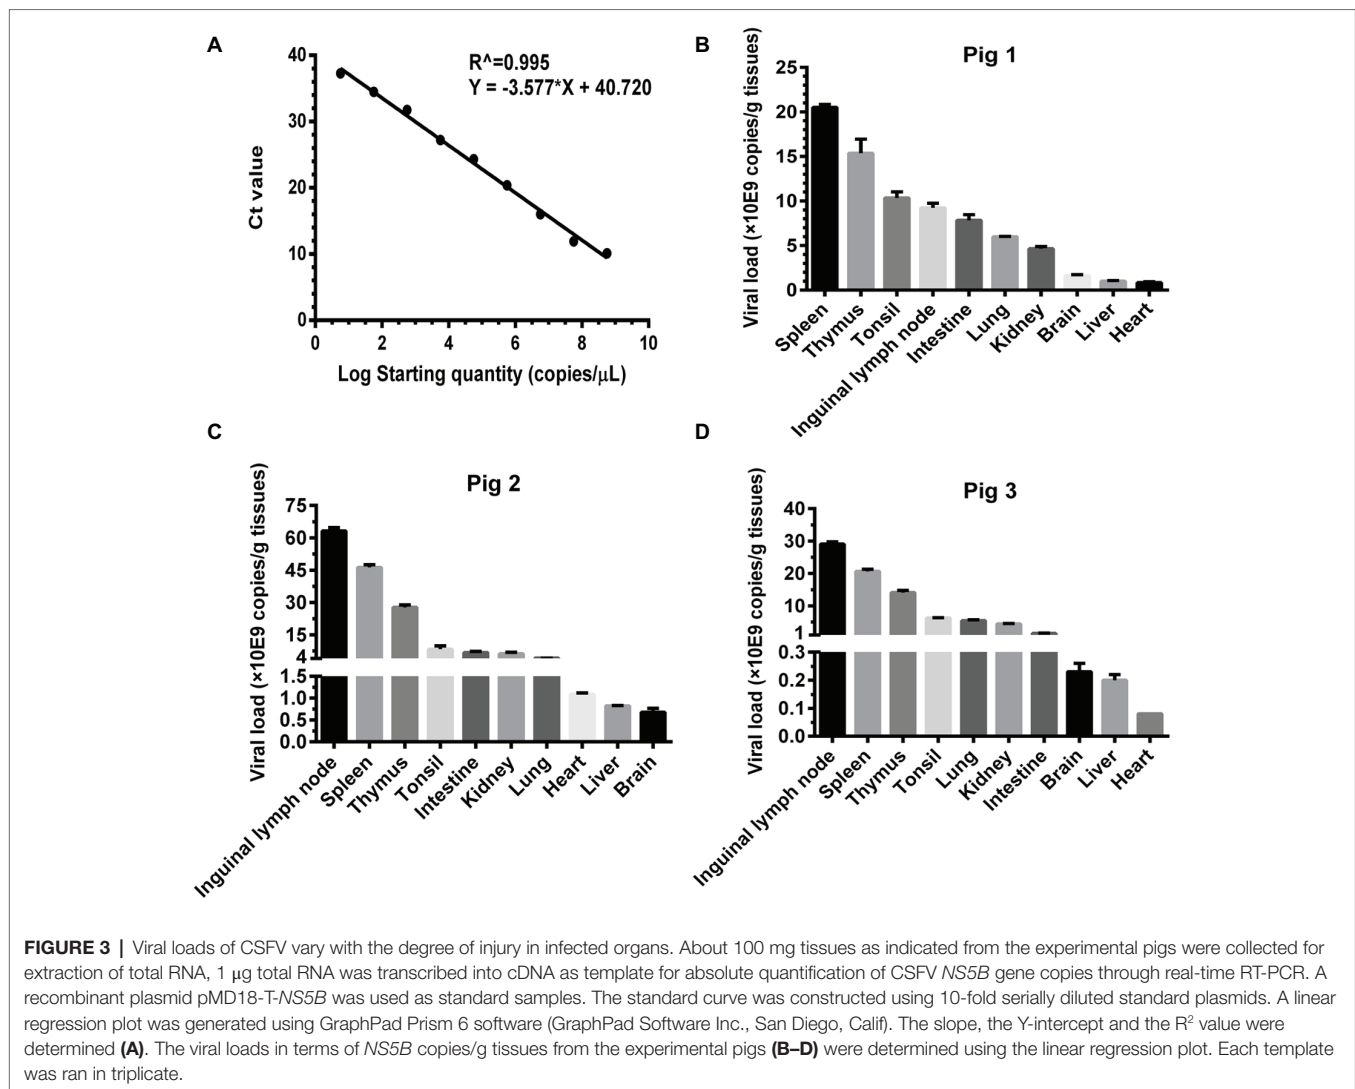 A
R^=0.995
Y = -3.577*X + 40.720
Ct value
40
30
20
10
0
0 2 4 6 8 10
Log Starting quantity (copies/μL)
B
Pig 1
Viral load (×10E9 copies/g tissues)
25
20
15
10
5
0
Spleen
Thymus
Tonsil
Inguinal lymph node
Intestine
Lung
Kidney
Brain
Liver
Heart
C
Pig 2
Viral load (×10E9 copies/g tissues)
75
60
45
30
15
4
1.5
1.0
0.5
0.0
Inguinal lymph node
Spleen
Thymus
Tonsil
Intestine
Kidney
Lung
Heart
Liver
Brain
D
Pig 3
Viral load (×10E9 copies/g tissues)
40
30
20
10
1
0.3
0.2
0.1
0.0
Inguinal lymph node
Spleen
Thymus
Tonsil
Lung
Kidney
Intestine
Brain
Liver
Heart
FIGURE 3 | Viral loads of CSFV vary with the degree of injury in infected organs. About 100 mg tissues as indicated from the experimental pigs were collected for
extraction of total RNA, 1 μg total RNA was transcribed into cDNA as template for absolute quantification of CSFV NS5B gene copies through real-time RT-PCR. A
recombinant plasmid pMD18-T-NS5B was used as standard samples. The standard curve was constructed using 10-fold serially diluted standard plasmids. A linear
regression plot was generated using GraphPad Prism 6 software (GraphPad Software Inc., San Diego, Calif). The slope, the Y-intercept and the R² value were
determined (A). The viral loads in terms of NS5B copies/g tissues from the experimental pigs (B–D) were determined using the linear regression plot. Each template
was ran in triplicate.